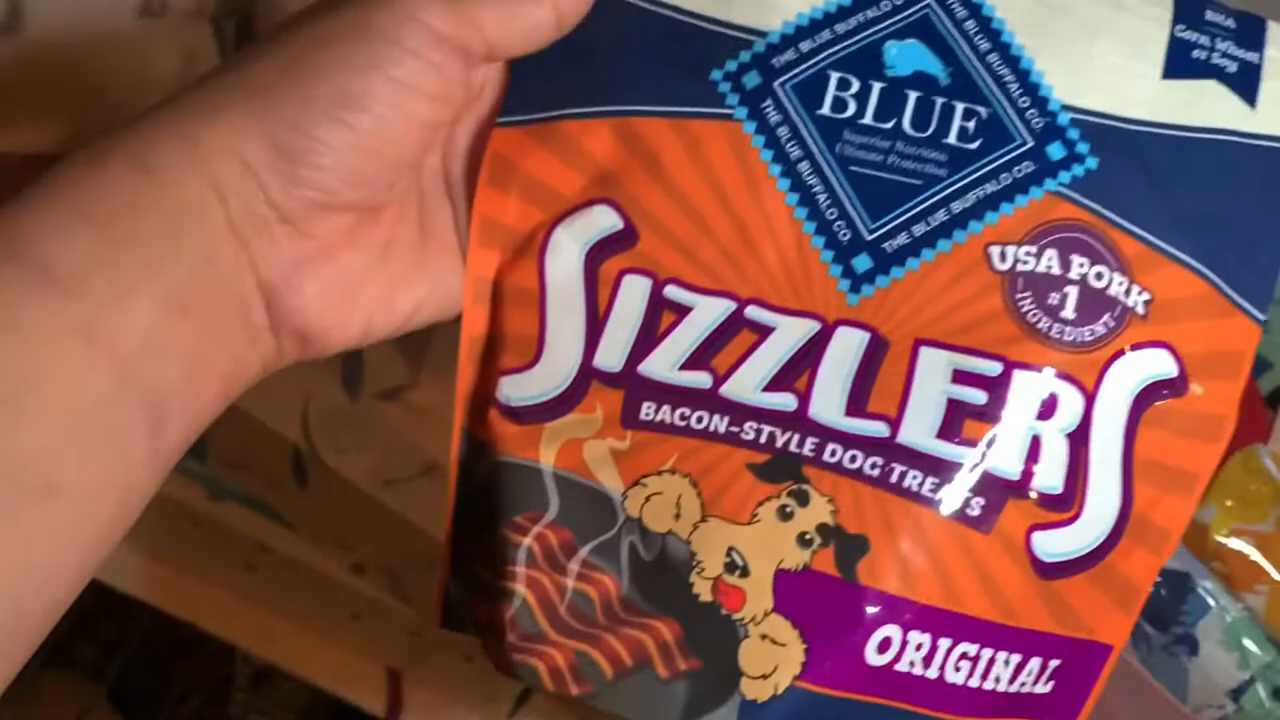 THE BLUE BUFFALO CO.
THE BLUE BUFFALO CO.
BLUE
Superior Nutrition
Ultimate Protection
THE BLUE BUFFALO CO.
THE BLUE BUFFALO CO.
Corn, Wheat
or Soy
USA PORK
#1
INGREDIENT
SIZZLERS
BACON-STYLE DOG TREATS
ORIGINAL